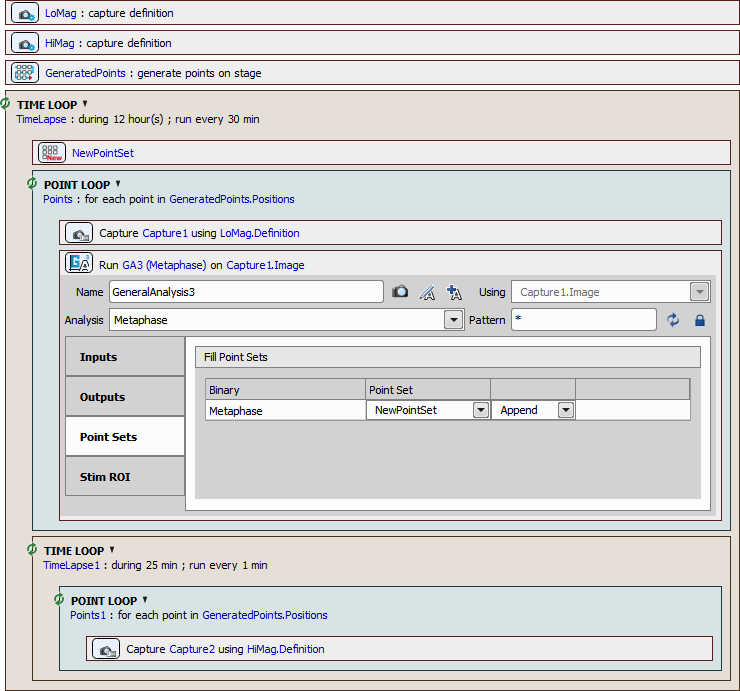 LoMag : capture definition
HiMag : capture definition
GeneratedPoints : generate points on stage
TIME LOOP
TimeLapse : during 12 hour(s) ; run every 30 min
New
NewPointSet
POINT LOOP
Points : for each point in GeneratedPoints.Positions
Capture Capture1 using LoMag.Definition
GA3 Run GA3 (Metaphase) on Capture1.Image
Name GeneralAnalysis3 Using Capture1.Image
Analysis Metaphase Pattern *
Inputs
Outputs
Point Sets
Stim ROI
Fill Point Sets
Binary Point Set
Metaphase NewPointSet Append
TIME LOOP
TimeLapse1 : during 25 min ; run every 1 min
POINT LOOP
Points1 : for each point in GeneratedPoints.Positions
Capture Capture2 using HiMag.Definition